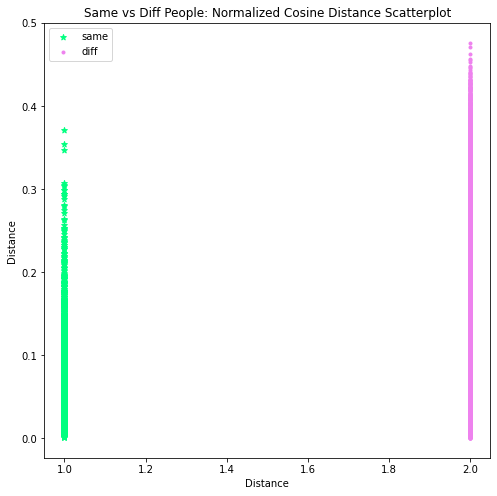 Same vs Diff People: Normalized Cosine Distance Scatterplot
same
diff
Distance
0.5
0.4
0.3
0.2
0.1
0.0
1.0 1.2 1.4 1.6 1.8 2.0
Distance